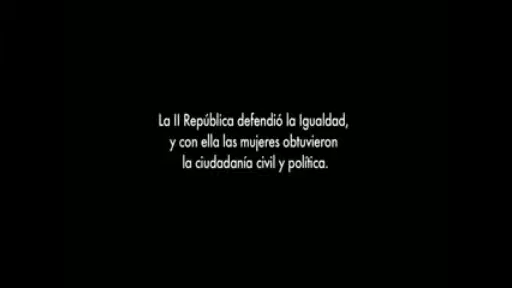 La II República defendió la Igualdad,
y con ella las mujeres obtuvieron
la ciudadanía civil y política.